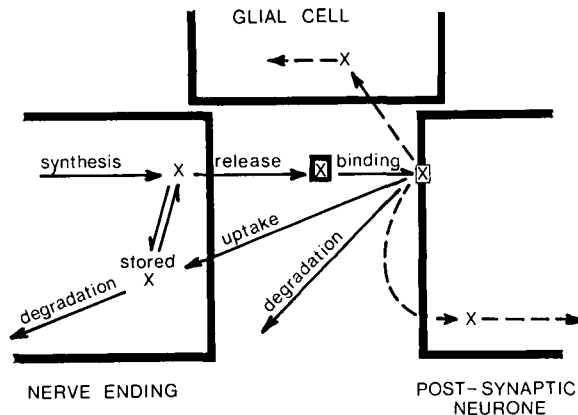 GLIAL CELL
X
synthesis
X
release
X
binding
X
uptake
stored
X
degradation
degradation
X
NERVE ENDING
POST-SYNAPTIC
NEURONE